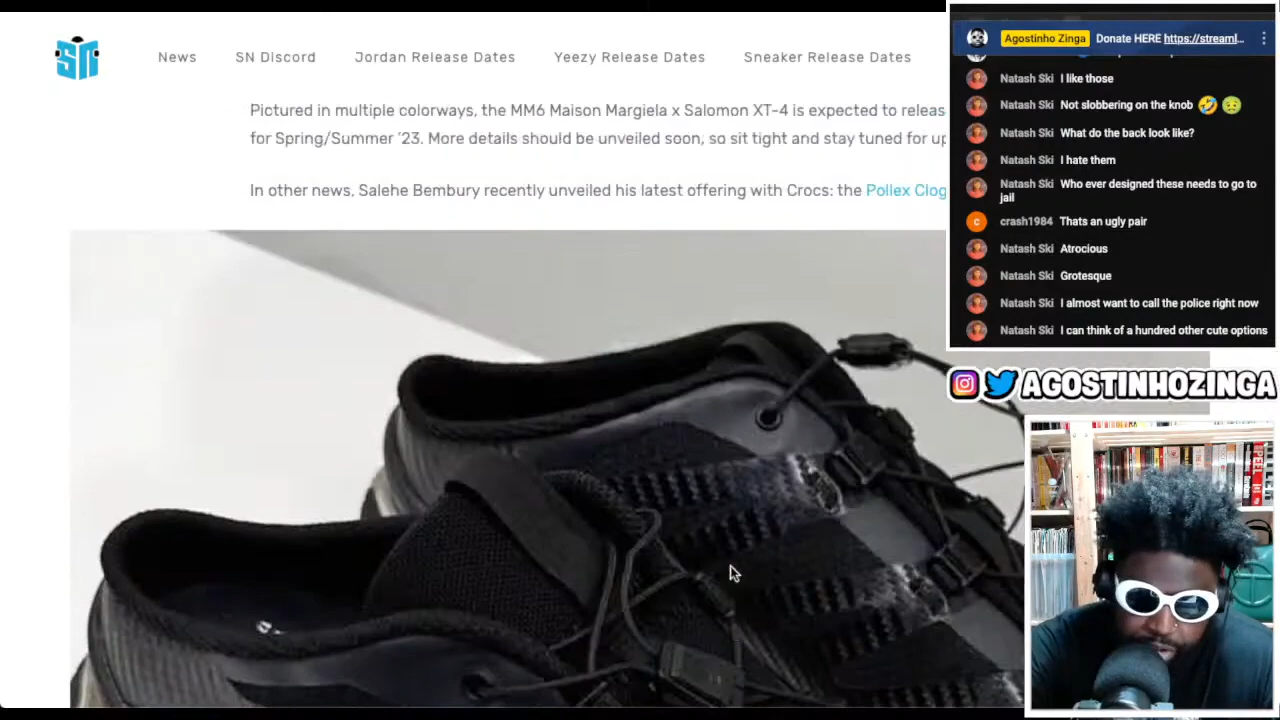 SN
News
SN Discord
Jordan Release Dates
Yeezy Release Dates
Sneaker Release Dates
Pictured in multiple colorways, the MM6 Maison Margiela x Salomon XT-4 is expected to releas
for Spring/Summer ’23. More details should be unveiled soon, so sit tight and stay tuned for up
In other news, Salehe Bembury recently unveiled his latest offering with Crocs: the Pollex Clog
Agostinho Zinga Donate HERE https://streaml...
Natash Ski I like those
Natash Ski Not slobbering on the knob 🤣 🤢
Natash Ski What do the back look like?
Natash Ski I hate them
Natash Ski Who ever designed these needs to go to
jail
C
crash1984 Thats an ugly pair
Natash Ski Atrocious
Natash Ski Grotesque
Natash Ski I almost want to call the police right now
Natash Ski I can think of a hundred other cute options
AGOSTINHOZINGA